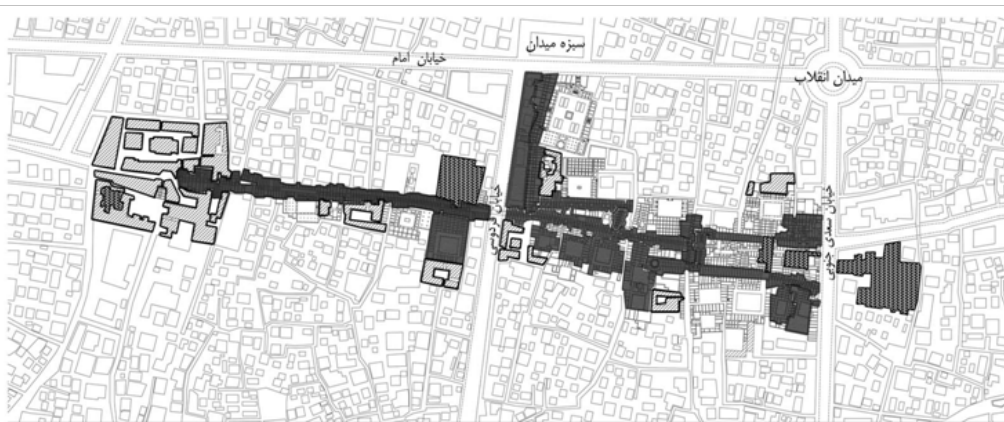 سبزه میدان
خیابان امام
میدان انقلاب
خیابان فردوسی
خیابان سعدی جنوبی